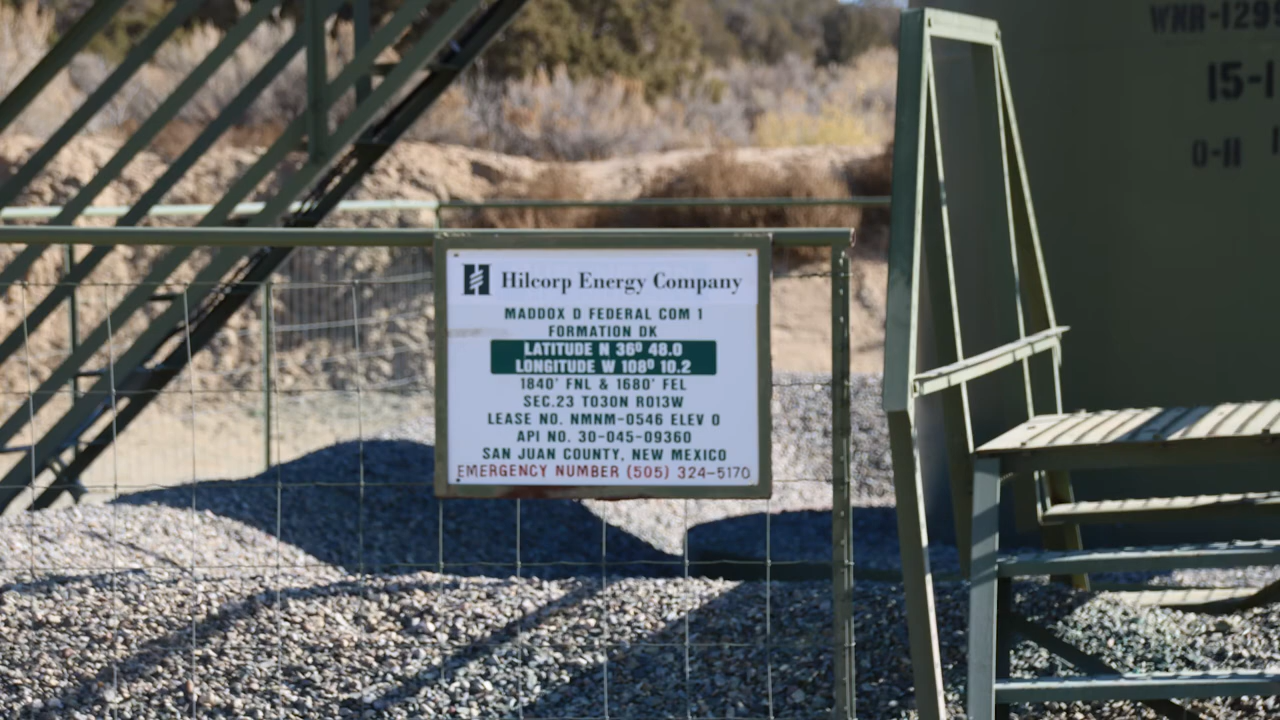 Hilcorp Energy Company
MADDOX D FEDERAL COM 1
FORMATION DK
LATITUDE N 36º 48.0
LONGITUDE W 108º 10.2
1840' FNL & 1680' FEL
SEC.23 T030N R013W
LEASE NO. NMNM-0546 ELEV 0
API NO. 30-045-09360
SAN JUAN COUNTY, NEW MEXICO
EMERGENCY NUMBER (505) 324-5170
WNR-129
15-1
O-H